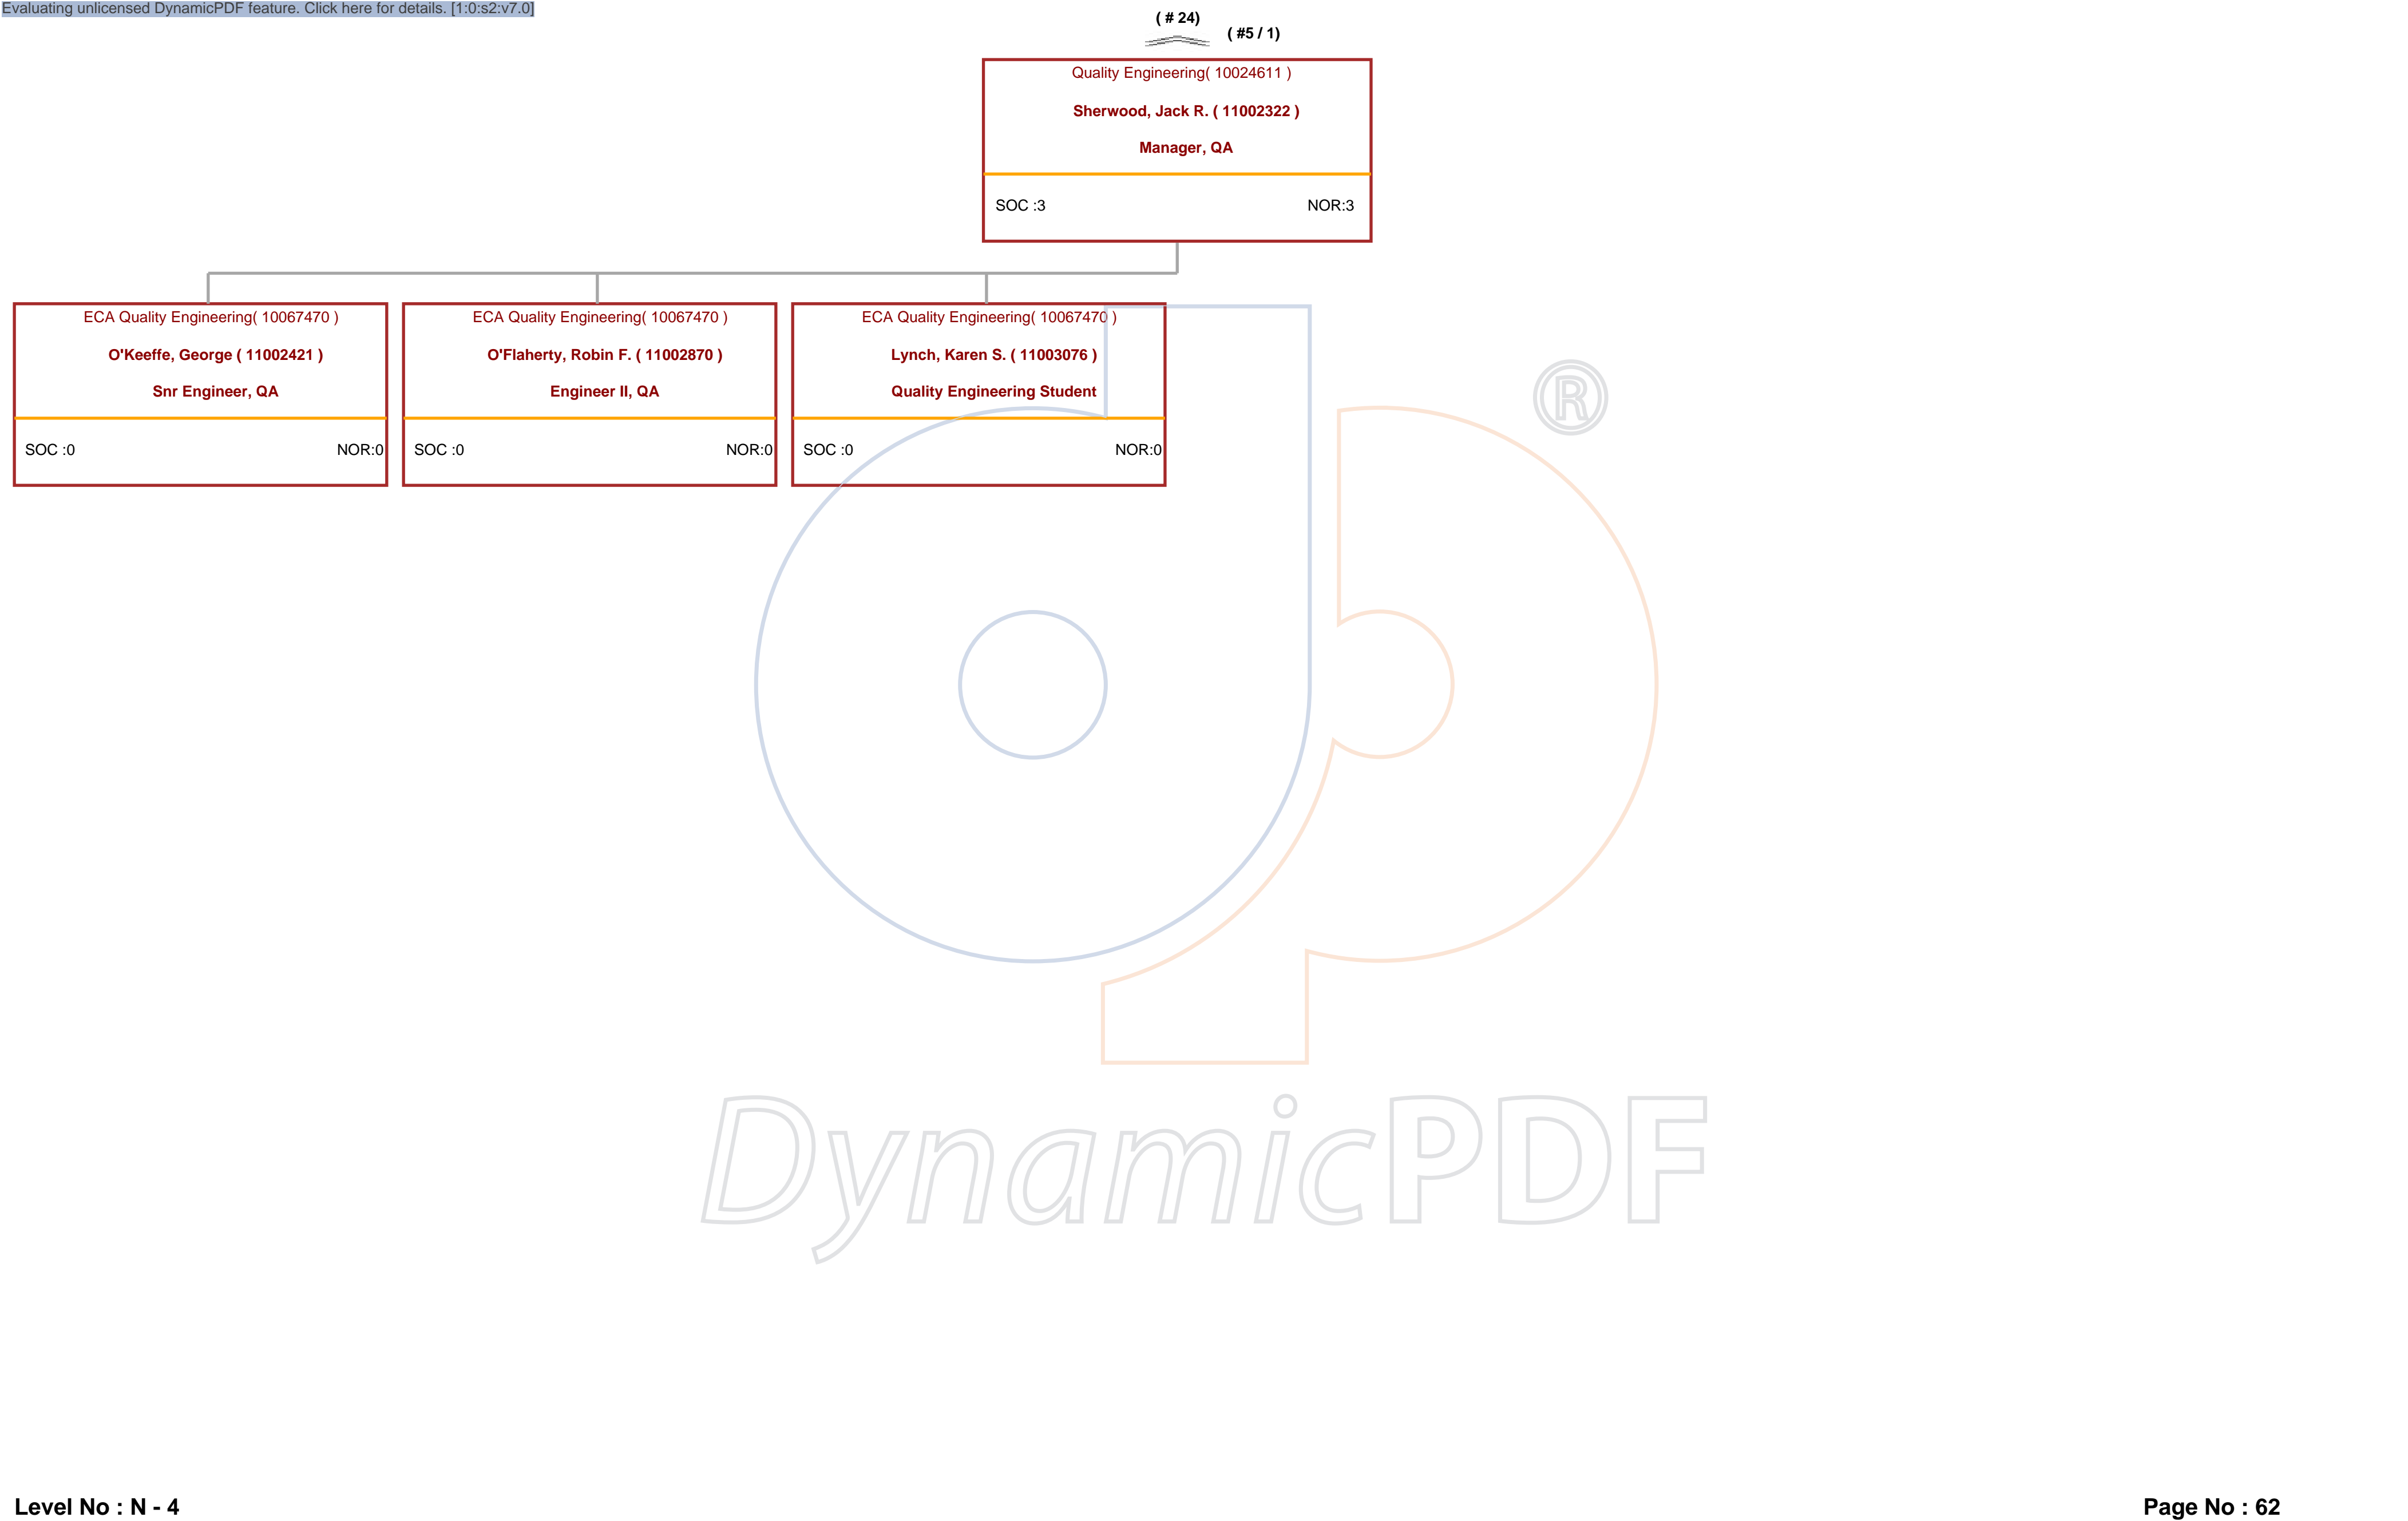 Evaluating unlicensed DynamicPDF feature. Click here for details. [1:0:s2:v7.0]
( # 24)
( #5 / 1)
Quality Engineering( 10024611 )
Sherwood, Jack R. ( 11002322 )
Manager, QA
SOC :3 NOR:3
ECA Quality Engineering( 10067470 )
O'Keeffe, George ( 11002421 )
Snr Engineer, QA
SOC :0 NOR:0
ECA Quality Engineering( 10067470 )
O'Flaherty, Robin F. ( 11002870 )
Engineer II, QA
SOC :0 NOR:0
ECA Quality Engineering( 10067470 )
Lynch, Karen S. ( 11003076 )
Quality Engineering Student
SOC :0 NOR:0
®
DynamicPDF
Level No : N - 4
Page No : 62